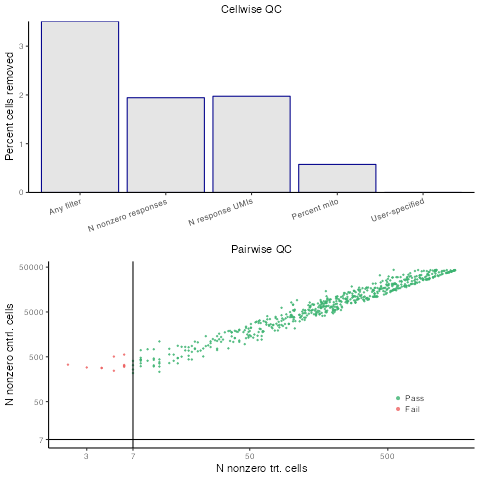 Cellwise QC
Percent cells removed
3
2
1
0
Any filter
N nonzero responses
N response UMIs
Percent mito
User-specified
Pairwise QC
N nonzero cntrl. cells
50000
5000
500
50
7
Pass
Fail
3
7
50
500
N nonzero trt. cells